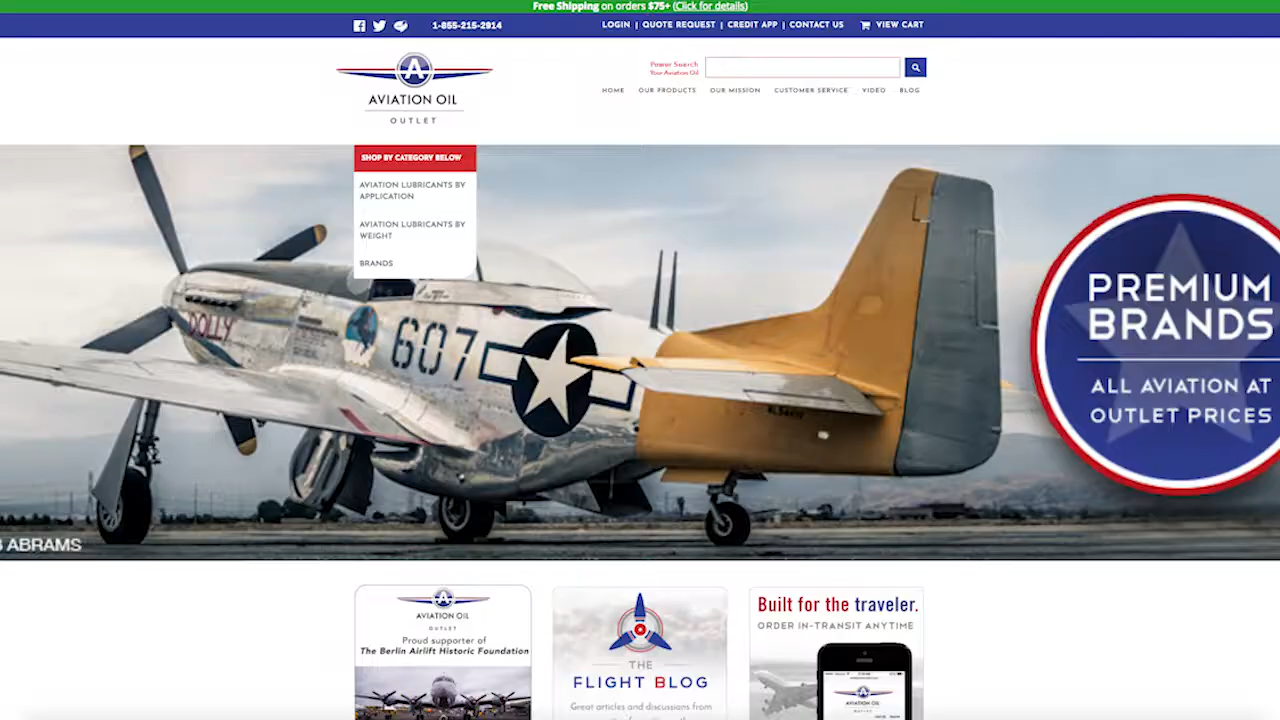 Free Shipping on orders $75+ (Click for details)
1-855-215-2914
LOGIN | QUOTE REQUEST | CREDIT APP | CONTACT US VIEW CART
A
AVIATION OIL
OUTLET
Power Search
Your Aviation Oil
HOME OUR PRODUCTS OUR MISSION CUSTOMER SERVICE VIDEO BLOG
SHOP BY CATEGORY BELOW
AVIATION LUBRICANTS BY
APPLICATION
AVIATION LUBRICANTS BY
WEIGHT
BRANDS
DOLLY
607
PREMIUM
BRANDS
ALL AVIATION AT
OUTLET PRICES
ABRAMS
A
AVIATION OIL
OUTLET
Proud supporter of
The Berlin Airlift Historic Foundation
THE
FLIGHT BLOG
Great articles and discussions from
Built for the traveler.
ORDER IN-TRANSIT ANYTIME
AVIATION OIL